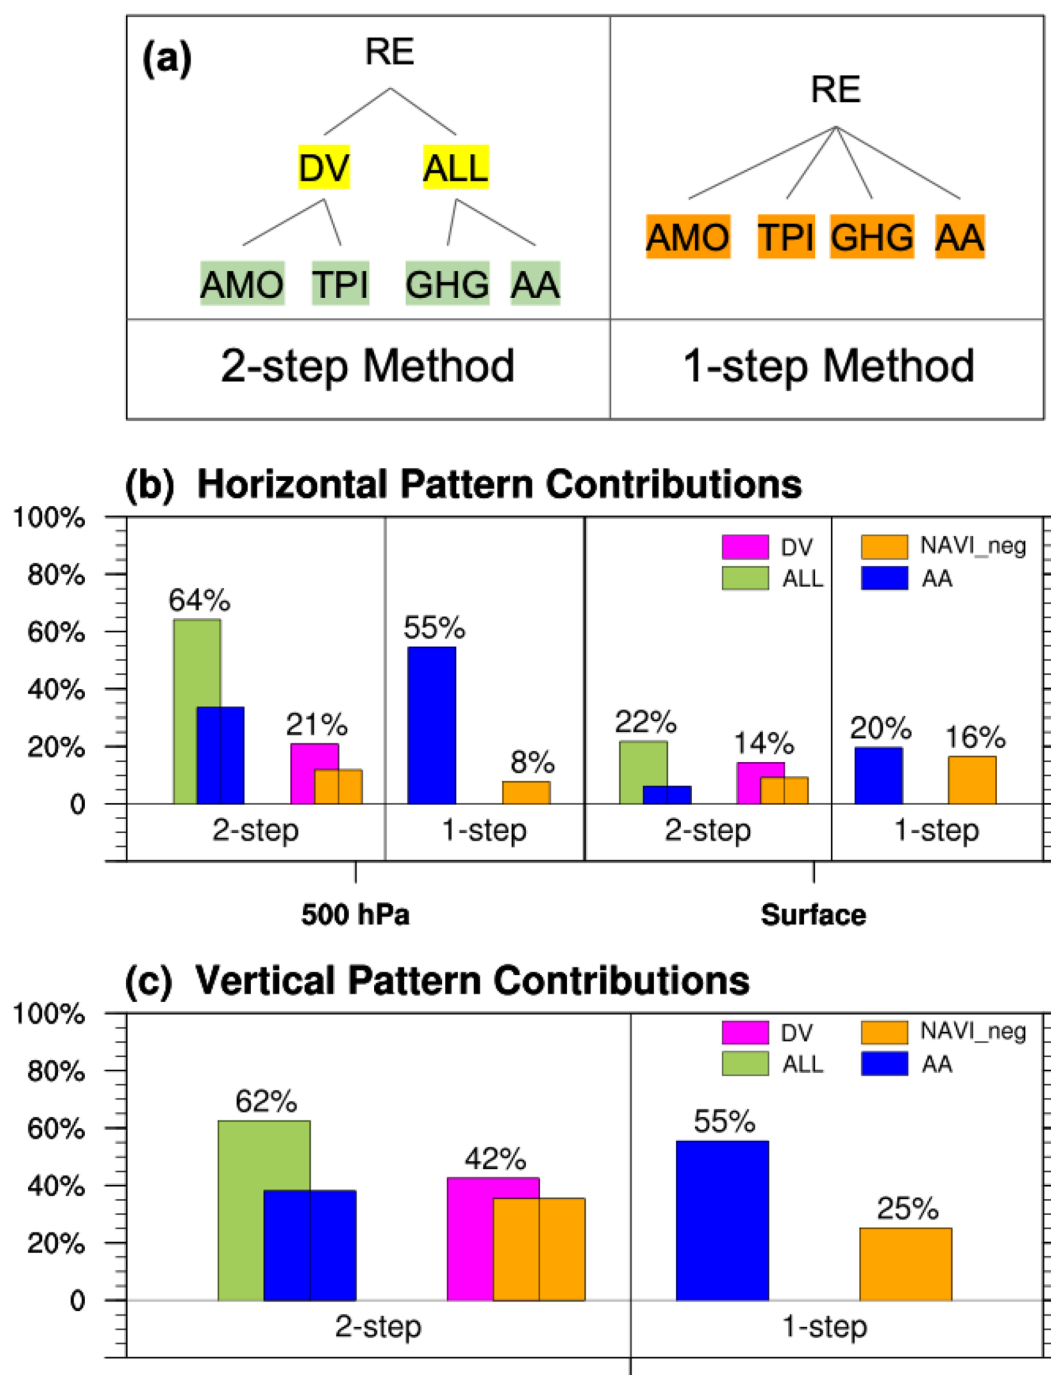 (a)
RE
DV ALL
AMO TPI GHG AA
2-step Method
RE
AMO TPI GHG AA
1-step Method
(b) Horizontal Pattern Contributions
100%
80%
60%
40%
20%
0
DV NAVI_neg
ALL AA
64%
21%
55%
8%
22%
14%
20%
16%
2-step 1-step 2-step 1-step
500 hPa Surface
(c) Vertical Pattern Contributions
100%
80%
60%
40%
20%
0
DV NAVI_neg
ALL AA
62%
42%
55%
25%
2-step 1-step